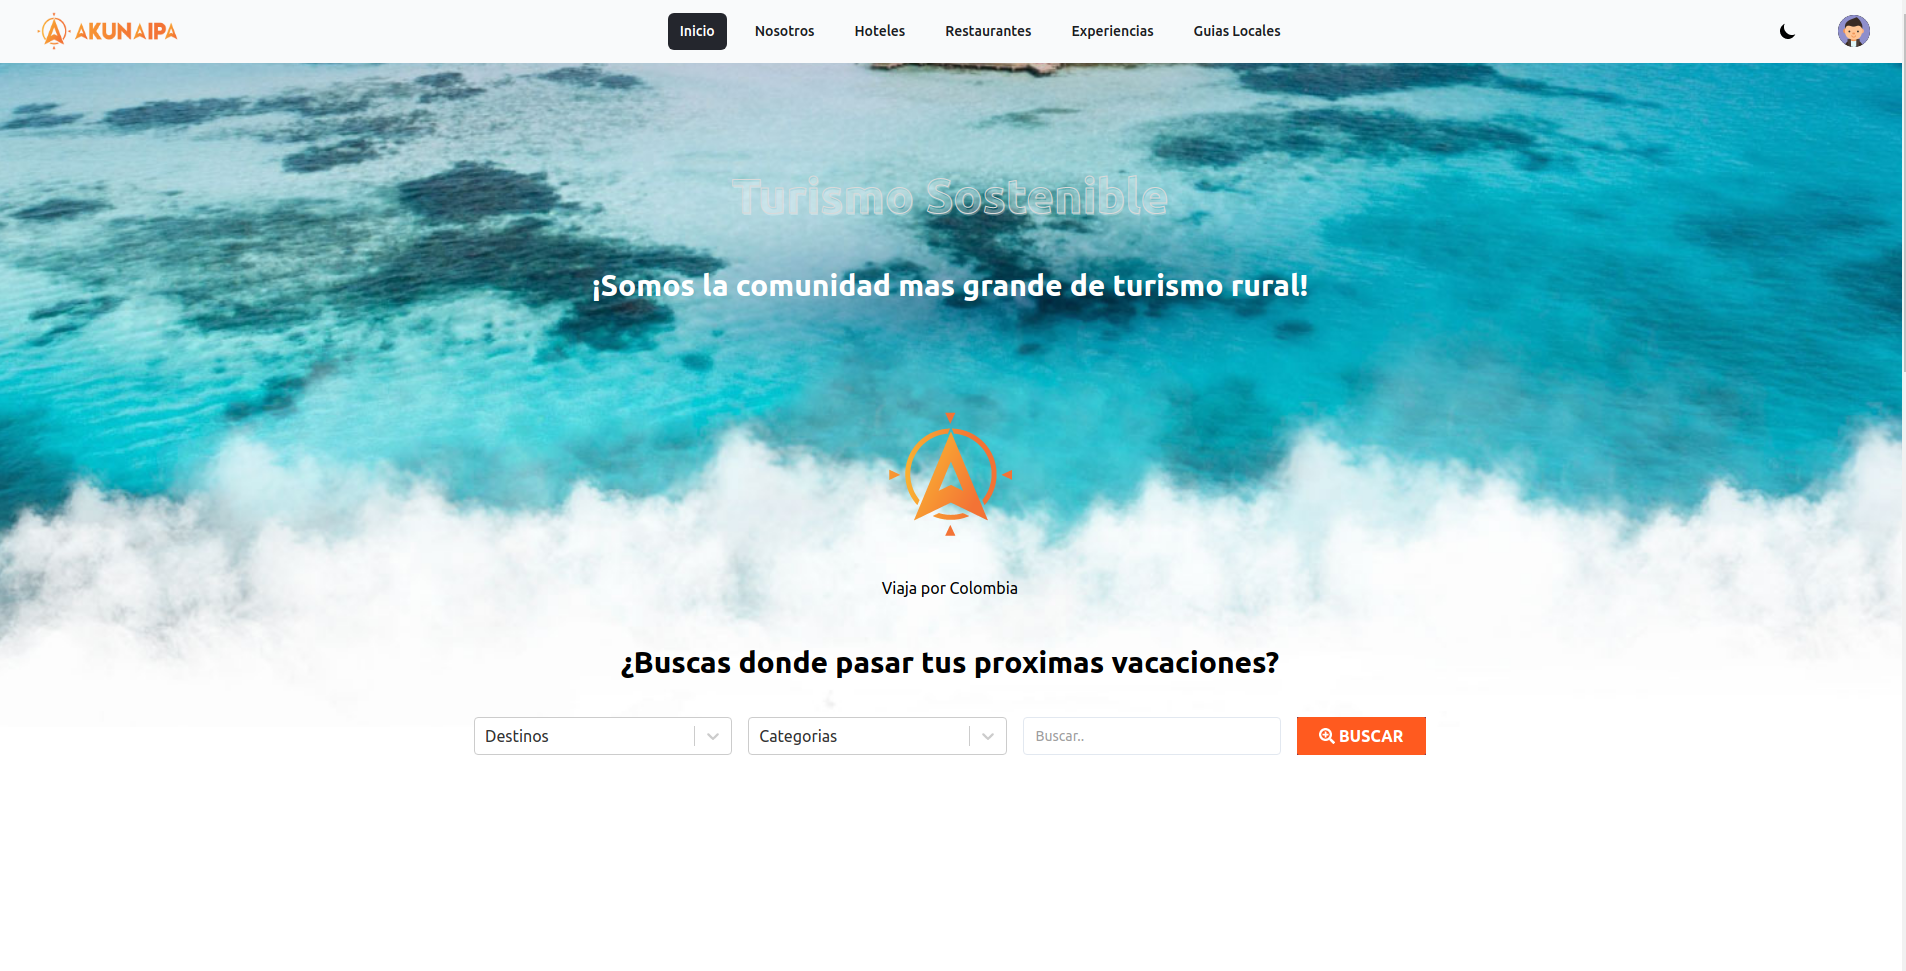 AKUNAIPA
Inicio Nosotros Hoteles Restaurantes Experiencias Guias Locales
Turismo Sostenible
¡Somos la comunidad mas grande de turismo rural!
Viaja por Colombia
¿Buscas donde pasar tus proximas vacaciones?
Destinos Categorias Buscar.. BUSCAR